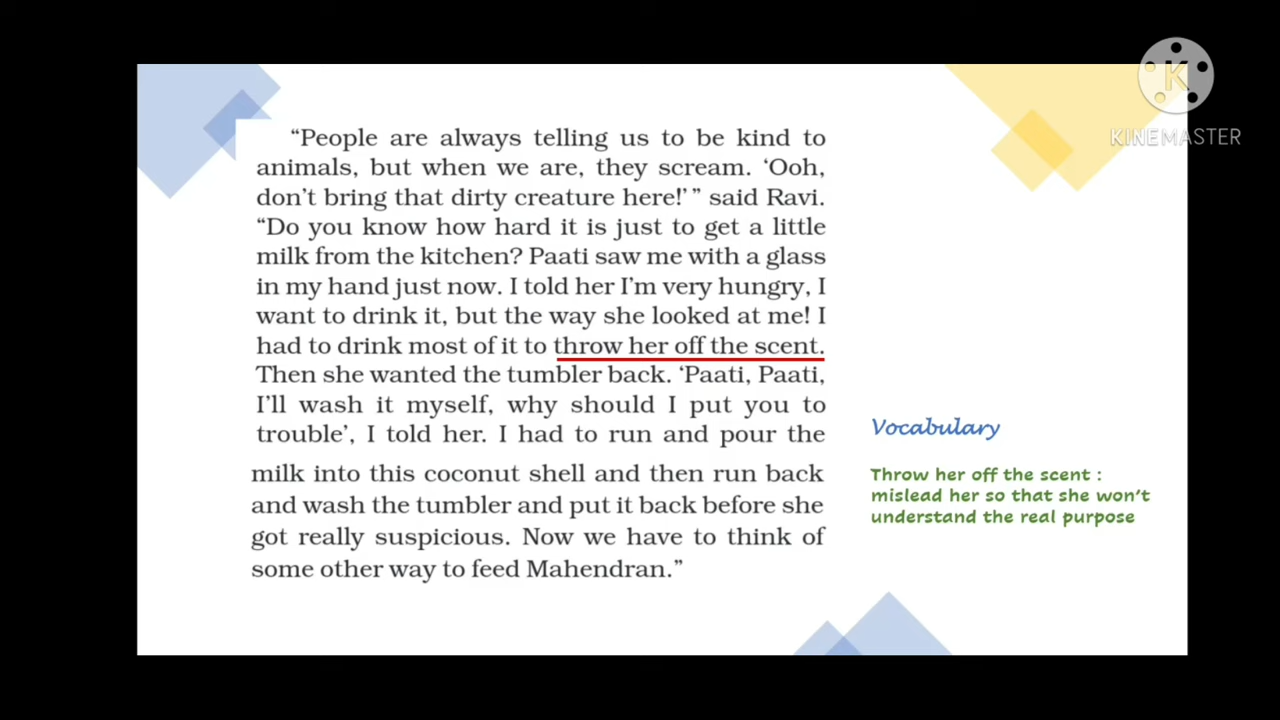 “People are always telling us to be kind to
animals, but when we are, they scream. ‘Ooh,
don’t bring that dirty creature here!’ ” said Ravi.
“Do you know how hard it is just to get a little
milk from the kitchen? Paati saw me with a glass
in my hand just now. I told her I’m very hungry, I
want to drink it, but the way she looked at me! I
had to drink most of it to throw her off the scent.
Then she wanted the tumbler back. ‘Paati, Paati,
I’ll wash it myself, why should I put you to
trouble’, I told her. I had to run and pour the
milk into this coconut shell and then run back
and wash the tumbler and put it back before she
got really suspicious. Now we have to think of
some other way to feed Mahendran.”
Vocabulary
Throw her off the scent :
mislead her so that she won’t
understand the real purpose
K
KINEMASTER